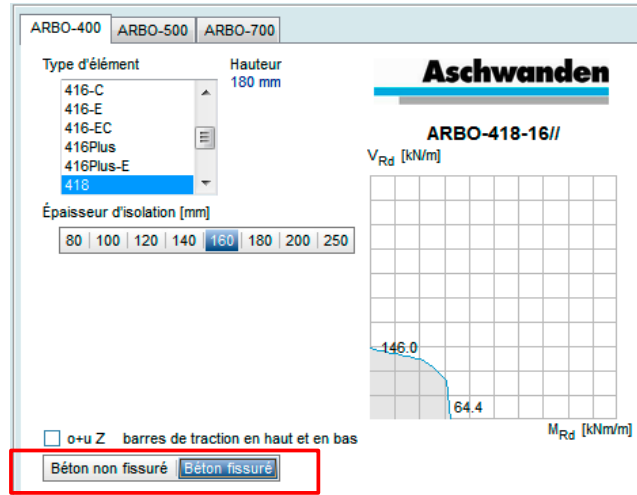 ARBO-400 ARBO-500 ARBO-700
Type d'élément
Hauteur
180 mm
416-C
416-E
416-EC
416Plus
416Plus-E
418
Épaisseur d'isolation [mm]
80 100 120 140 160 180 200 250
o+u Z barres de traction en haut et en bas
Béton non fissuré Béton fissuré
Aschwanden
ARBO-418-16//
VRd [kN/m]
146.0
64.4
MRd [kNm/m]